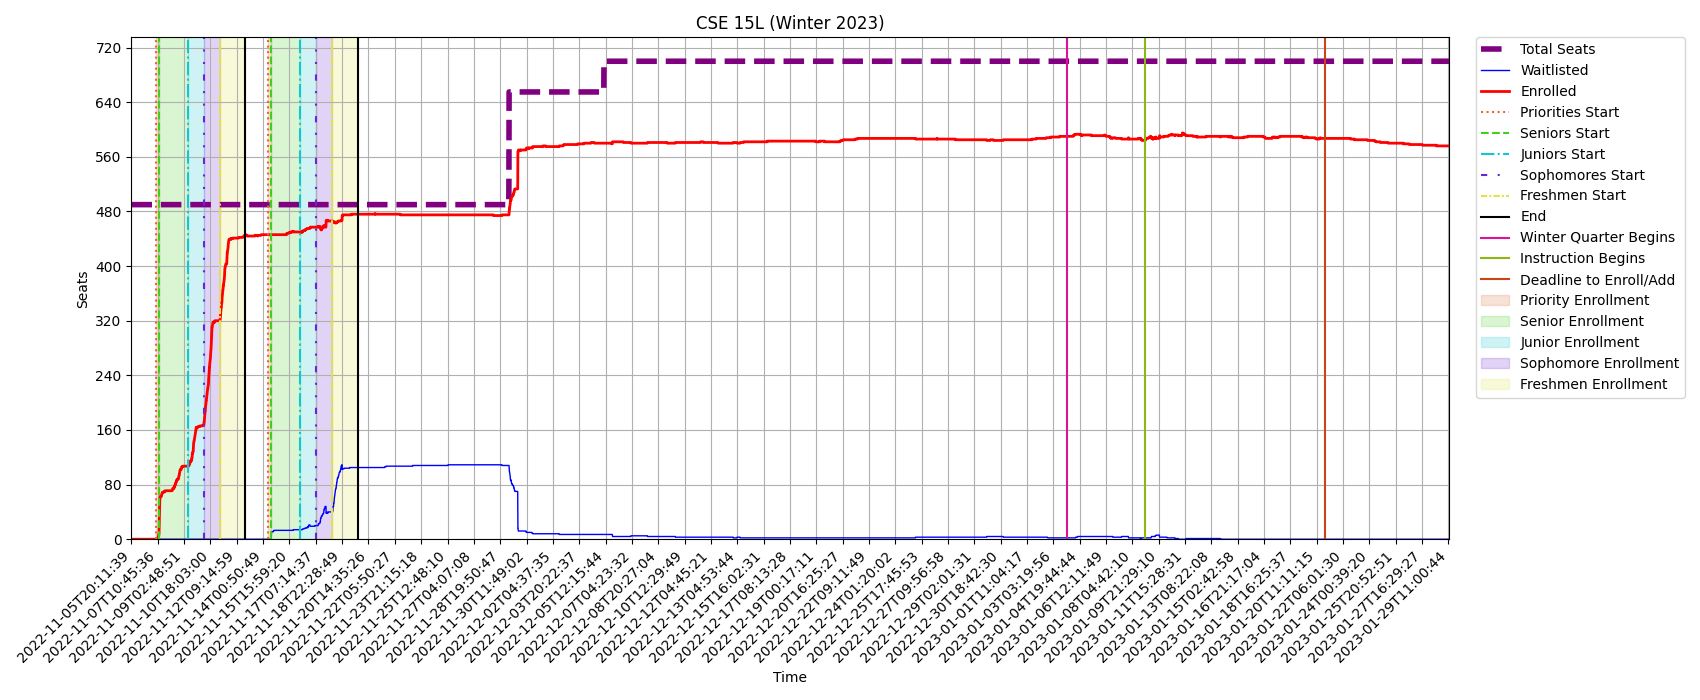 CSE 15L (Winter 2023)
720
640
560
480
400
320
240
160
80
0
Seats
2022-11-05T20:11:39
2022-11-07T10:45:36
2022-11-09T02:48:51
2022-11-10T18:03:00
2022-11-12T09:14:59
2022-11-14T00:50:49
2022-11-15T15:59:20
2022-11-17T07:14:37
2022-11-18T22:28:49
2022-11-20T14:35:26
2022-11-22T05:50:27
2022-11-23T21:15:18
2022-11-25T12:48:10
2022-11-27T04:07:08
2022-11-28T19:50:47
2022-11-30T11:49:02
2022-12-02T04:37:35
2022-12-03T20:22:37
2022-12-05T12:15:44
2022-12-07T04:23:32
2022-12-08T20:27:04
2022-12-10T12:29:49
2022-12-12T04:45:21
2022-12-13T04:53:44
2022-12-15T16:02:31
2022-12-17T08:13:28
2022-12-19T00:17:11
2022-12-20T16:25:27
2022-12-22T09:11:49
2022-12-24T01:20:02
2022-12-25T17:45:53
2022-12-27T09:56:58
2022-12-29T02:01:31
2022-12-30T18:42:30
2023-01-01T11:04:17
2023-01-03T03:19:56
2023-01-04T19:44:44
2023-01-06T12:11:49
2023-01-08T04:42:10
2023-01-09T21:29:10
2023-01-11T15:28:31
2023-01-13T08:22:08
2023-01-15T02:42:58
2023-01-16T21:17:04
2023-01-18T16:25:37
2023-01-20T11:11:15
2023-01-22T06:01:30
2023-01-24T00:39:20
2023-01-25T20:52:51
2023-01-27T16:29:27
2023-01-29T11:00:44
Time
Total Seats
Waitlisted
Enrolled
Priorities Start
Seniors Start
Juniors Start
Sophomores Start
Freshmen Start
End
Winter Quarter Begins
Instruction Begins
Deadline to Enroll/Add
Priority Enrollment
Senior Enrollment
Junior Enrollment
Sophomore Enrollment
Freshmen Enrollment